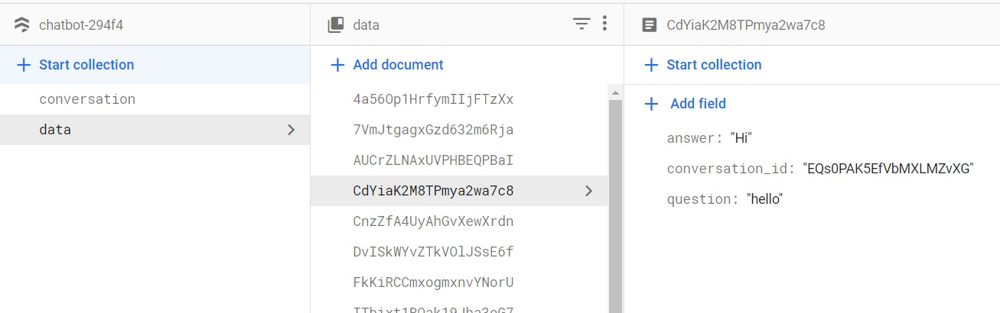 chatbot-294f4
Start collection
conversation
data
data
Add document
4a56Op1HrfymIIjFTzXx
7VmJtgagxGzd632m6Rja
AUCrZLNAxUVPHBEQPBaI
CdYiaK2M8TPmya2wa7c8
CnzZfA4UyAhGvXewXrdn
DvISkWYvZTkVOlJSsE6f
FkKiRCCmxogmxnvYNorU
CdYiaK2M8TPmya2wa7c8
Start collection
Add field
answer: "Hi"
conversation_id: "EQs0PAK5EfVbMXLMZvXG"
question: "hello"